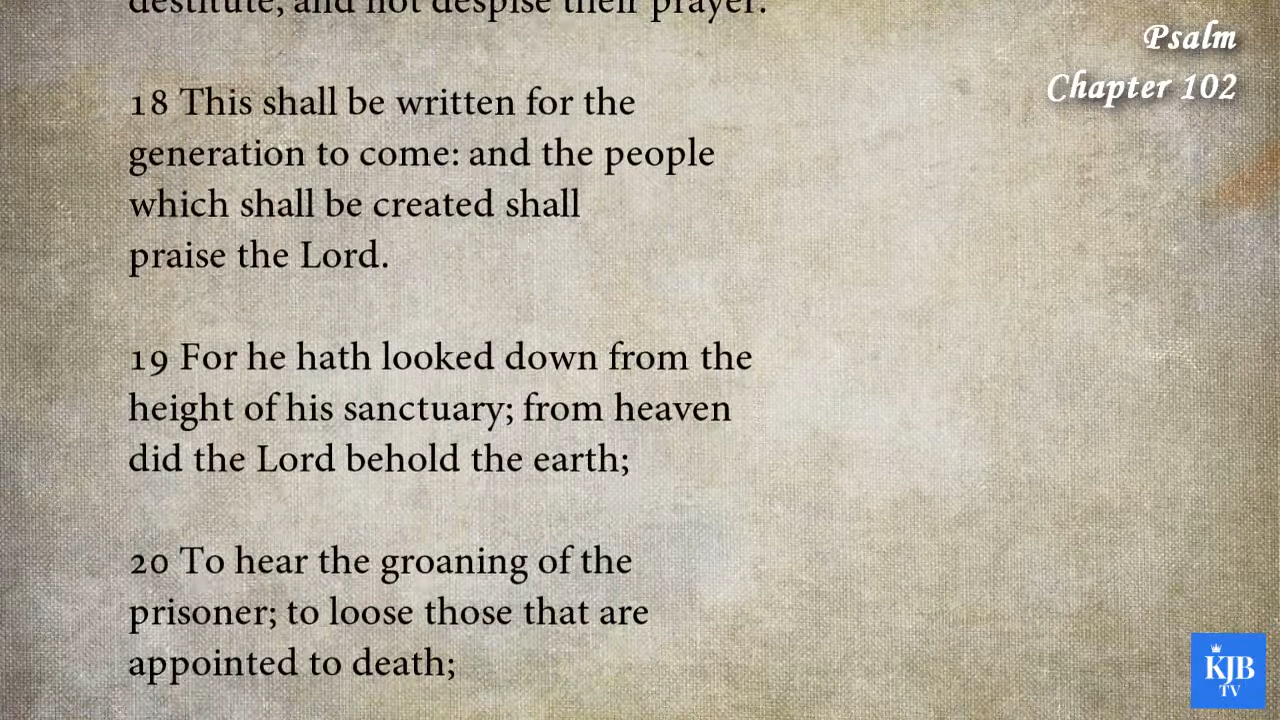 destitute, and not despise their prayer.
Psalm
Chapter 102
18 This shall be written for the
generation to come: and the people
which shall be created shall
praise the Lord.
19 For he hath looked down from the
height of his sanctuary; from heaven
did the Lord behold the earth;
20 To hear the groaning of the
prisoner; to loose those that are
appointed to death;
KJB
TV